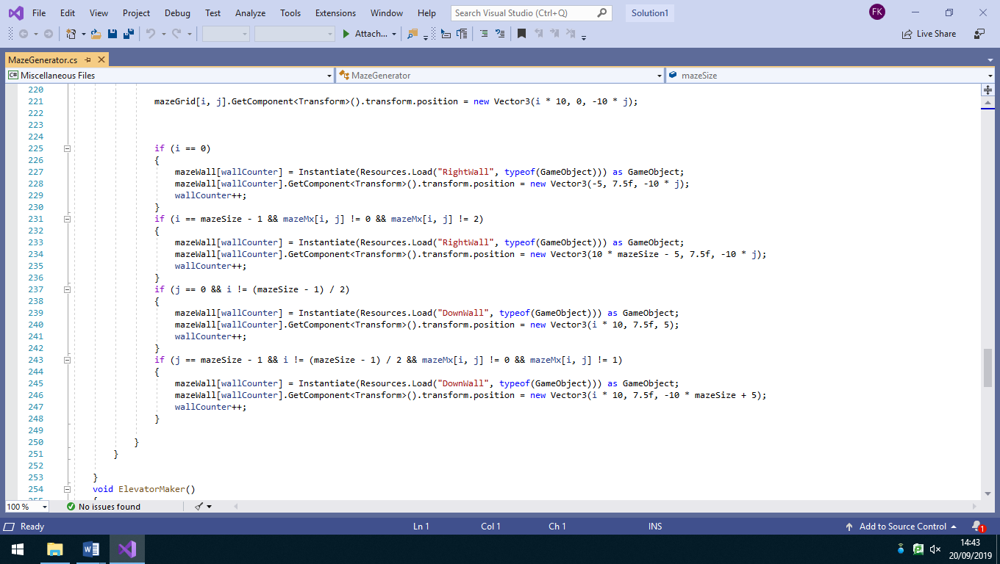 File Edit View Project Debug Test Analyze Tools Extensions Window Help Search Visual Studio (Ctrl+Q) Solution1 FK
Attach... Live Share
MazeGenerator.cs
C# Miscellaneous Files MazeGenerator mazeSize
220
221 mazeGrid[i, j].GetComponent<Transform>().transform.position = new Vector3(i * 10, 0, -10 * j);
222
223
224
225 if (i == 0)
226 {
227 mazeWall[wallCounter] = Instantiate(Resources.Load("RightWall", typeof(GameObject))) as GameObject;
228 mazeWall[wallCounter].GetComponent<Transform>().transform.position = new Vector3(-5, 7.5f, -10 * j);
229 wallCounter++;
230 }
231 if (i == mazeSize - 1 && mazeMx[i, j] != 0 && mazeMx[i, j] != 2)
232 {
233 mazeWall[wallCounter] = Instantiate(Resources.Load("RightWall", typeof(GameObject))) as GameObject;
234 mazeWall[wallCounter].GetComponent<Transform>().transform.position = new Vector3(10 * mazeSize - 5, 7.5f, -10 * j);
235 wallCounter++;
236 }
237 if (j == 0 && i != (mazeSize - 1) / 2)
238 {
239 mazeWall[wallCounter] = Instantiate(Resources.Load("DownWall", typeof(GameObject))) as GameObject;
240 mazeWall[wallCounter].GetComponent<Transform>().transform.position = new Vector3(i * 10, 7.5f, 5);
241 wallCounter++;
242 }
243 if (j == mazeSize - 1 && i != (mazeSize - 1) / 2 && mazeMx[i, j] != 0 && mazeMx[i, j] != 1)
244 {
245 mazeWall[wallCounter] = Instantiate(Resources.Load("DownWall", typeof(GameObject))) as GameObject;
246 mazeWall[wallCounter].GetComponent<Transform>().transform.position = new Vector3(i * 10, 7.5f, -10 * mazeSize + 5);
247 wallCounter++;
248 }
249
250 }
251 }
252
253 }
254 void ElevatorMaker()
255 {
100 % No issues found
Ready Ln 1 Col 1 Ch 1 INS Add to Source Control 1
14:43
20/09/2019